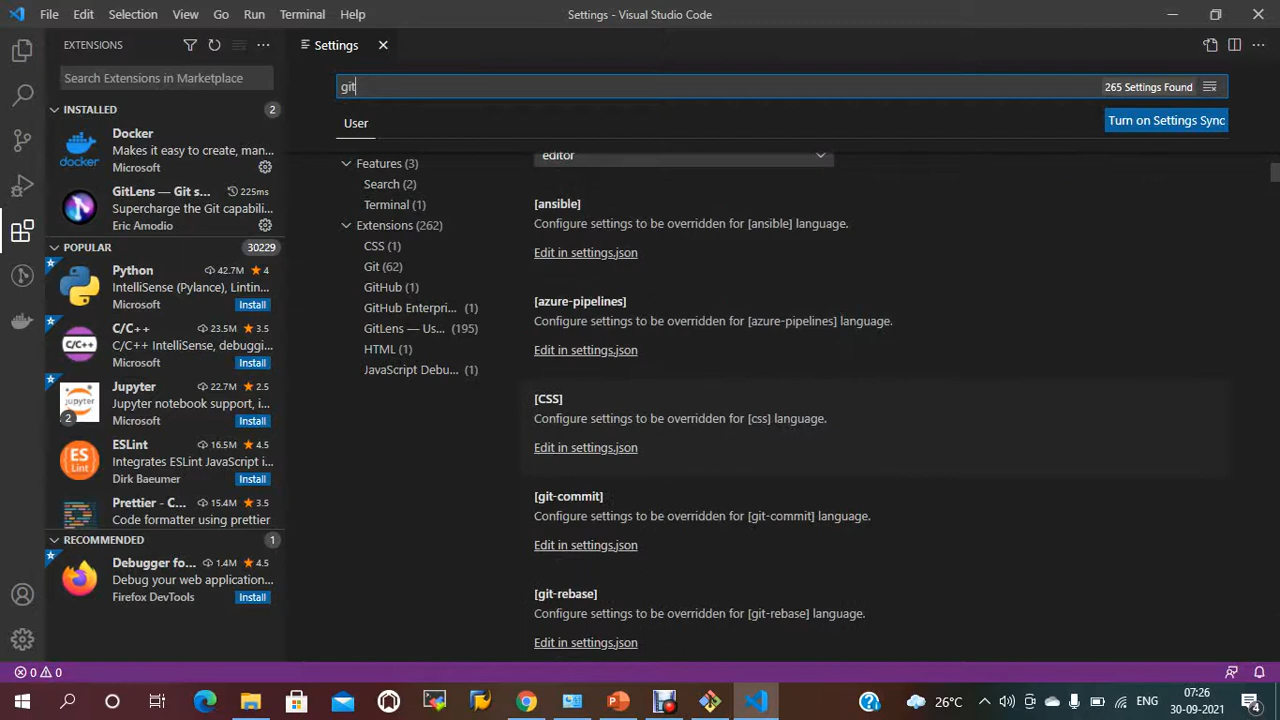 File Edit Selection View Go Run Terminal Help
Settings - Visual Studio Code
EXTENSIONS
Search Extensions in Marketplace
INSTALLED 2
Docker
Makes it easy to create, man...
Microsoft
GitLens — Git s... 225ms
Supercharge the Git capabili...
Eric Amodio
POPULAR 30229
Python 42.7M 4
IntelliSense (Pylance), Lintin...
Microsoft Install
C/C++ 23.5M 3.5
C/C++ IntelliSense, debuggi...
Microsoft Install
Jupyter 22.7M 2.5
Jupyter notebook support, i...
Microsoft Install
2
ESLint 16.5M 4.5
Integrates ESLint JavaScript i...
Dirk Baeumer Install
Prettier - C... 15.4M 3.5
Code formatter using prettier
RECOMMENDED 1
Debugger fo... 1.4M 4.5
Debug your web application...
Firefox DevTools Install
Settings
git
265 Settings Found
User
Turn on Settings Sync
Features (3)
Search (2)
Terminal (1)
Extensions (262)
CSS (1)
Git (62)
GitHub (1)
GitHub Enterpri... (1)
GitLens — Us... (195)
HTML (1)
JavaScript Debu... (1)
editor
[ansible]
Configure settings to be overridden for [ansible] language.
Edit in settings.json
[azure-pipelines]
Configure settings to be overridden for [azure-pipelines] language.
Edit in settings.json
[CSS]
Configure settings to be overridden for [css] language.
Edit in settings.json
[git-commit]
Configure settings to be overridden for [git-commit] language.
Edit in settings.json
[git-rebase]
Configure settings to be overridden for [git-rebase] language.
Edit in settings.json
0 0
26°C
ENG
07:26
30-09-2021
4